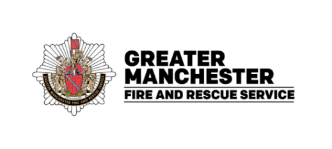 GREATER
MANCHESTER
FIRE AND RESCUE SERVICE